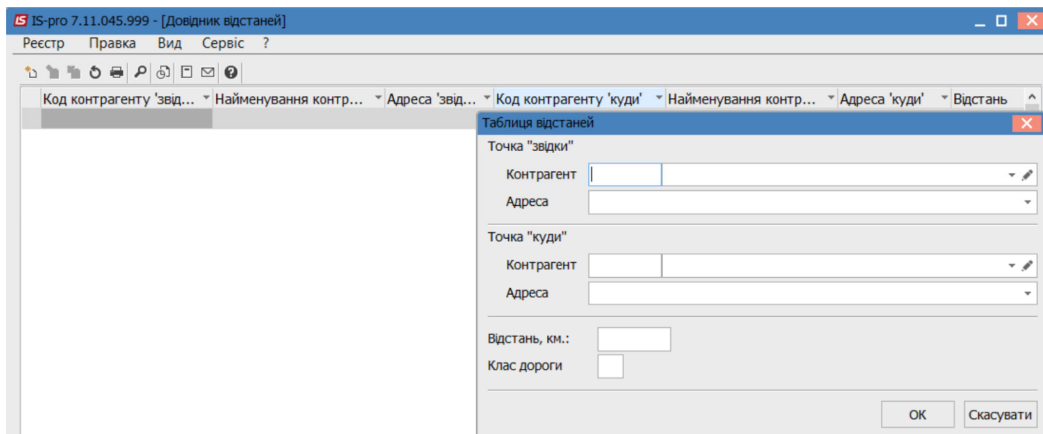 IS IS-pro 7.11.045.999 - [Довідник відстаней]
Реєстр Правка Вид Сервіс ?
Код контрагенту 'звід... Найменування контр... Адреса 'звід... Код контрагенту 'куди' Найменування контр... Адреса 'куди' Відстань
Таблиця відстаней
Точка "звідки"
Контрагент
Адреса
Точка "куди"
Контрагент
Адреса
Відстань, км.:
Клас дороги
ОК Скасувати